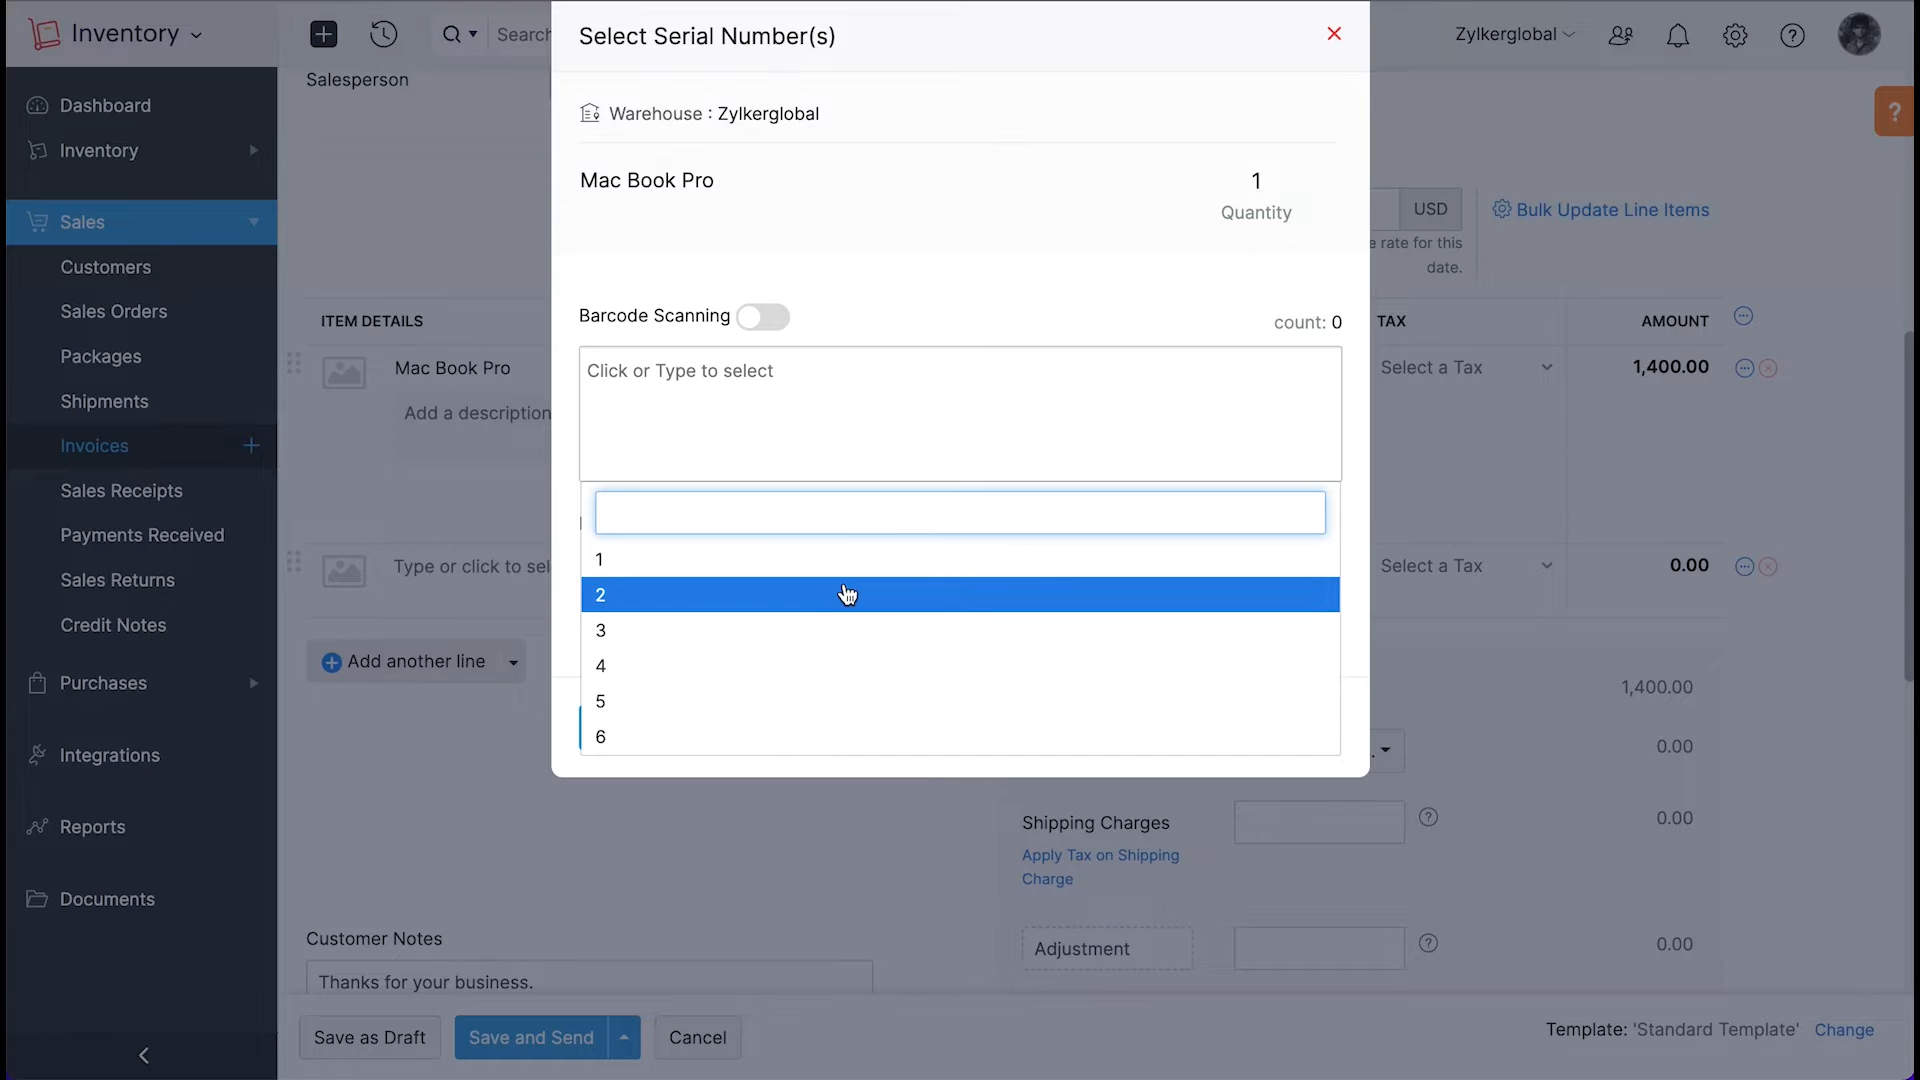 Inventory
Search
Select Serial Number(s)
Zylkerglobal
?
Dashboard
Inventory
Sales
Customers
Sales Orders
Packages
Shipments
Invoices
Sales Receipts
Payments Received
Sales Returns
Credit Notes
Purchases
Integrations
Reports
Documents
Salesperson
Warehouse : Zylkerglobal
Mac Book Pro
1
Quantity
Barcode Scanning
count: 0
Click or Type to select
1
2
3
4
5
6
USD
Bulk Update Line Items
e rate for this
date.
ITEM DETAILS
TAX
AMOUNT
Mac Book Pro
Select a Tax
1,400.00
Add a description
Type or click to sel
Select a Tax
0.00
Add another line
1,400.00
0.00
Shipping Charges
?
0.00
Apply Tax on Shipping
Charge
Adjustment
?
0.00
Customer Notes
Thanks for your business.
Save as Draft
Save and Send
Cancel
Template: 'Standard Template' Change